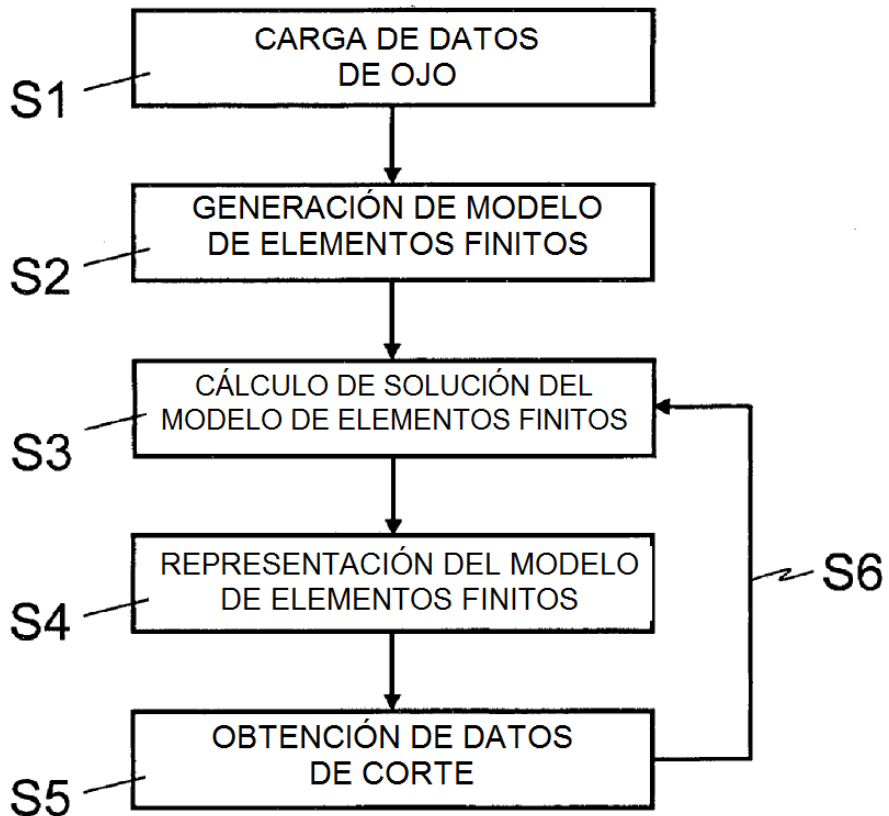 CARGA DE DATOS
DE OJO
S1
GENERACIÓN DE MODELO
DE ELEMENTOS FINITOS
S2
CÁLCULO DE SOLUCIÓN DEL
MODELO DE ELEMENTOS FINITOS
S3
REPRESENTACIÓN DEL MODELO
DE ELEMENTOS FINITOS
S4
S6
OBTENCIÓN DE DATOS
DE CORTE
S5